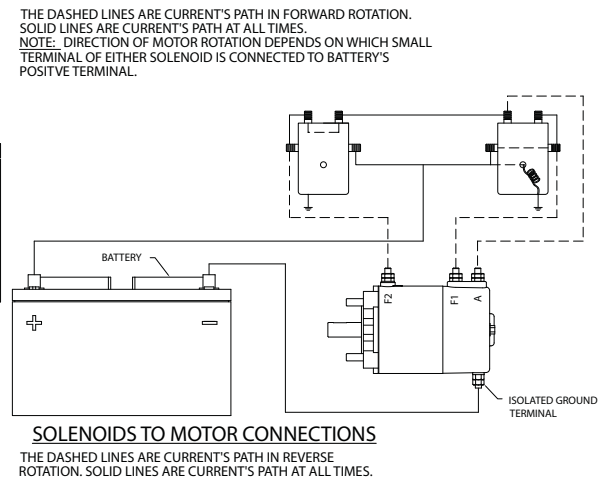 THE DASHED LINES ARE CURRENT'S PATH IN FORWARD ROTATION.
SOLID LINES ARE CURRENT'S PATH AT ALL TIMES.
NOTE: DIRECTION OF MOTOR ROTATION DEPENDS ON WHICH SMALL
TERMINAL OF EITHER SOLENOID IS CONNECTED TO BATTERY'S
POSITVE TERMINAL.
BATTERY
F2
F1
A
+
−
ISOLATED GROUND
TERMINAL
SOLENOIDS TO MOTOR CONNECTIONS
THE DASHED LINES ARE CURRENT'S PATH IN REVERSE
ROTATION. SOLID LINES ARE CURRENT'S PATH AT ALL TIMES.